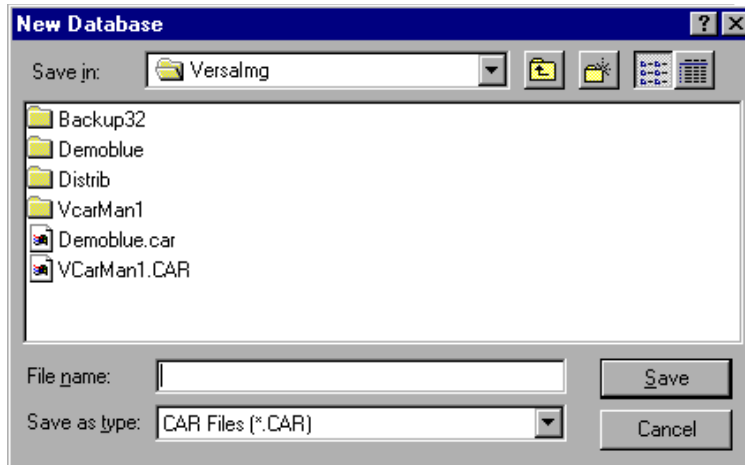 New Database
Save in: VersaImg
Backup32
Demoblue
Distrib
VcarMan1
Demoblue.car
VCarMan1.CAR
File name: Save
Save as type: CAR Files (*.CAR) Cancel